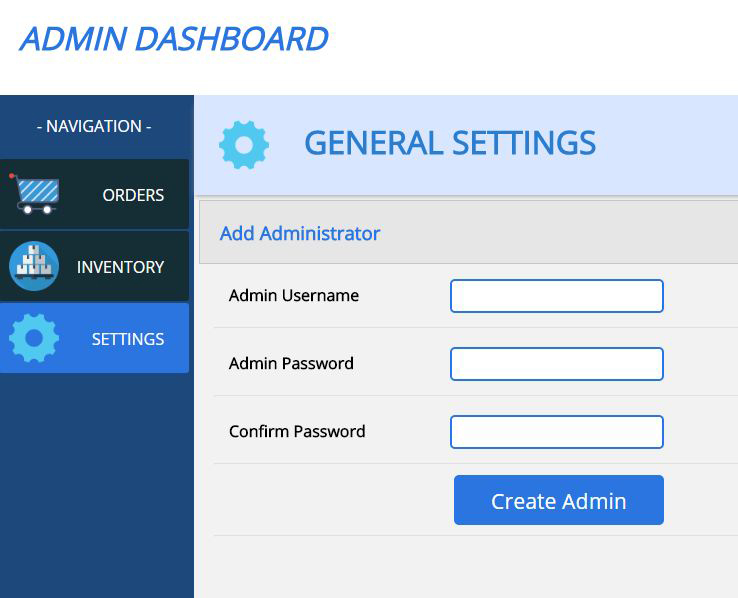 ADMIN DASHBOARD
- NAVIGATION -
ORDERS
INVENTORY
SETTINGS
GENERAL SETTINGS
Add Administrator
Admin Username
Admin Password
Confirm Password
Create Admin